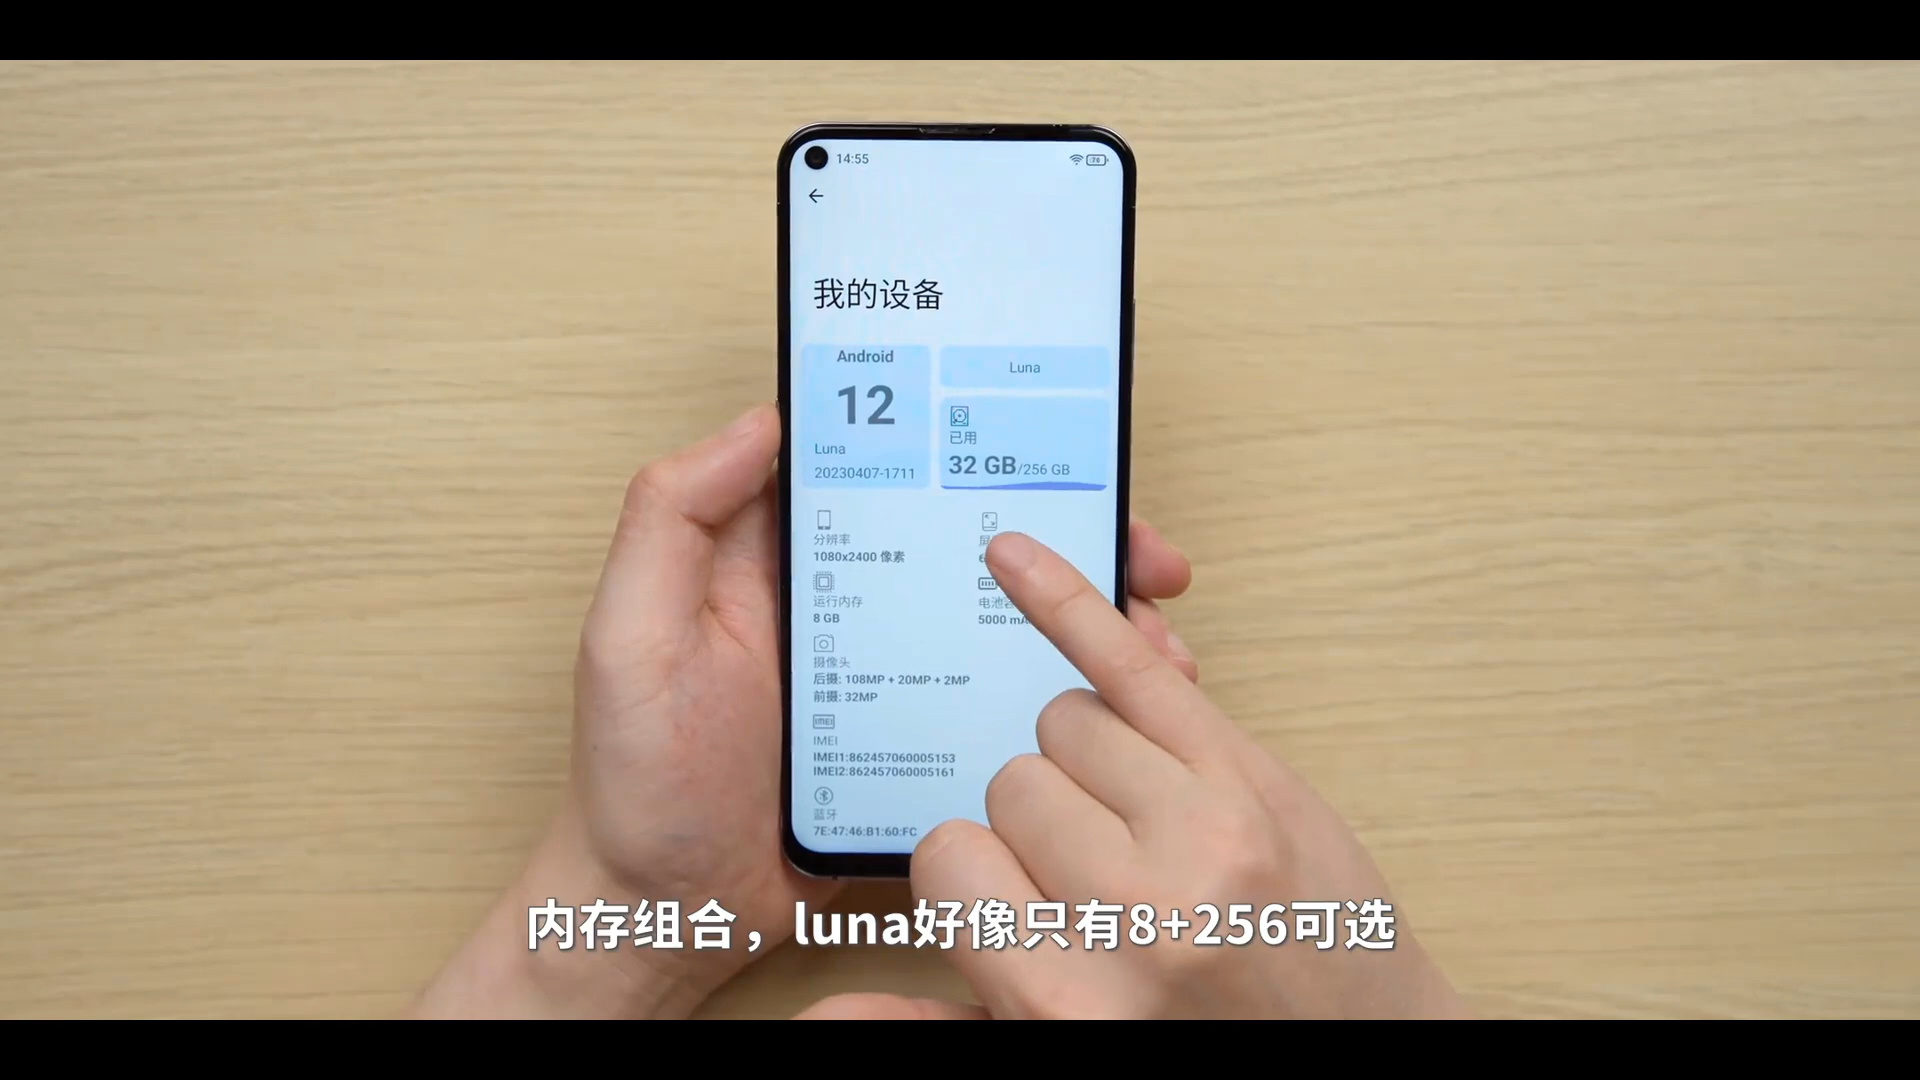 14:55
76
我的设备
Android
12
Luna
20230407-1711
Luna
已用
32 GB/256 GB
分辨率
1080x2400 像素
运行内存
8 GB
电池
5000
摄像头
后摄: 108MP + 20MP + 2MP
前摄: 32MP
IMEI
IMEI
IMEI1:862457060005153
IMEI2:862457060005161
蓝牙
7E:47:46:B1:60:FC
内存组合，luna好像只有8+256可选